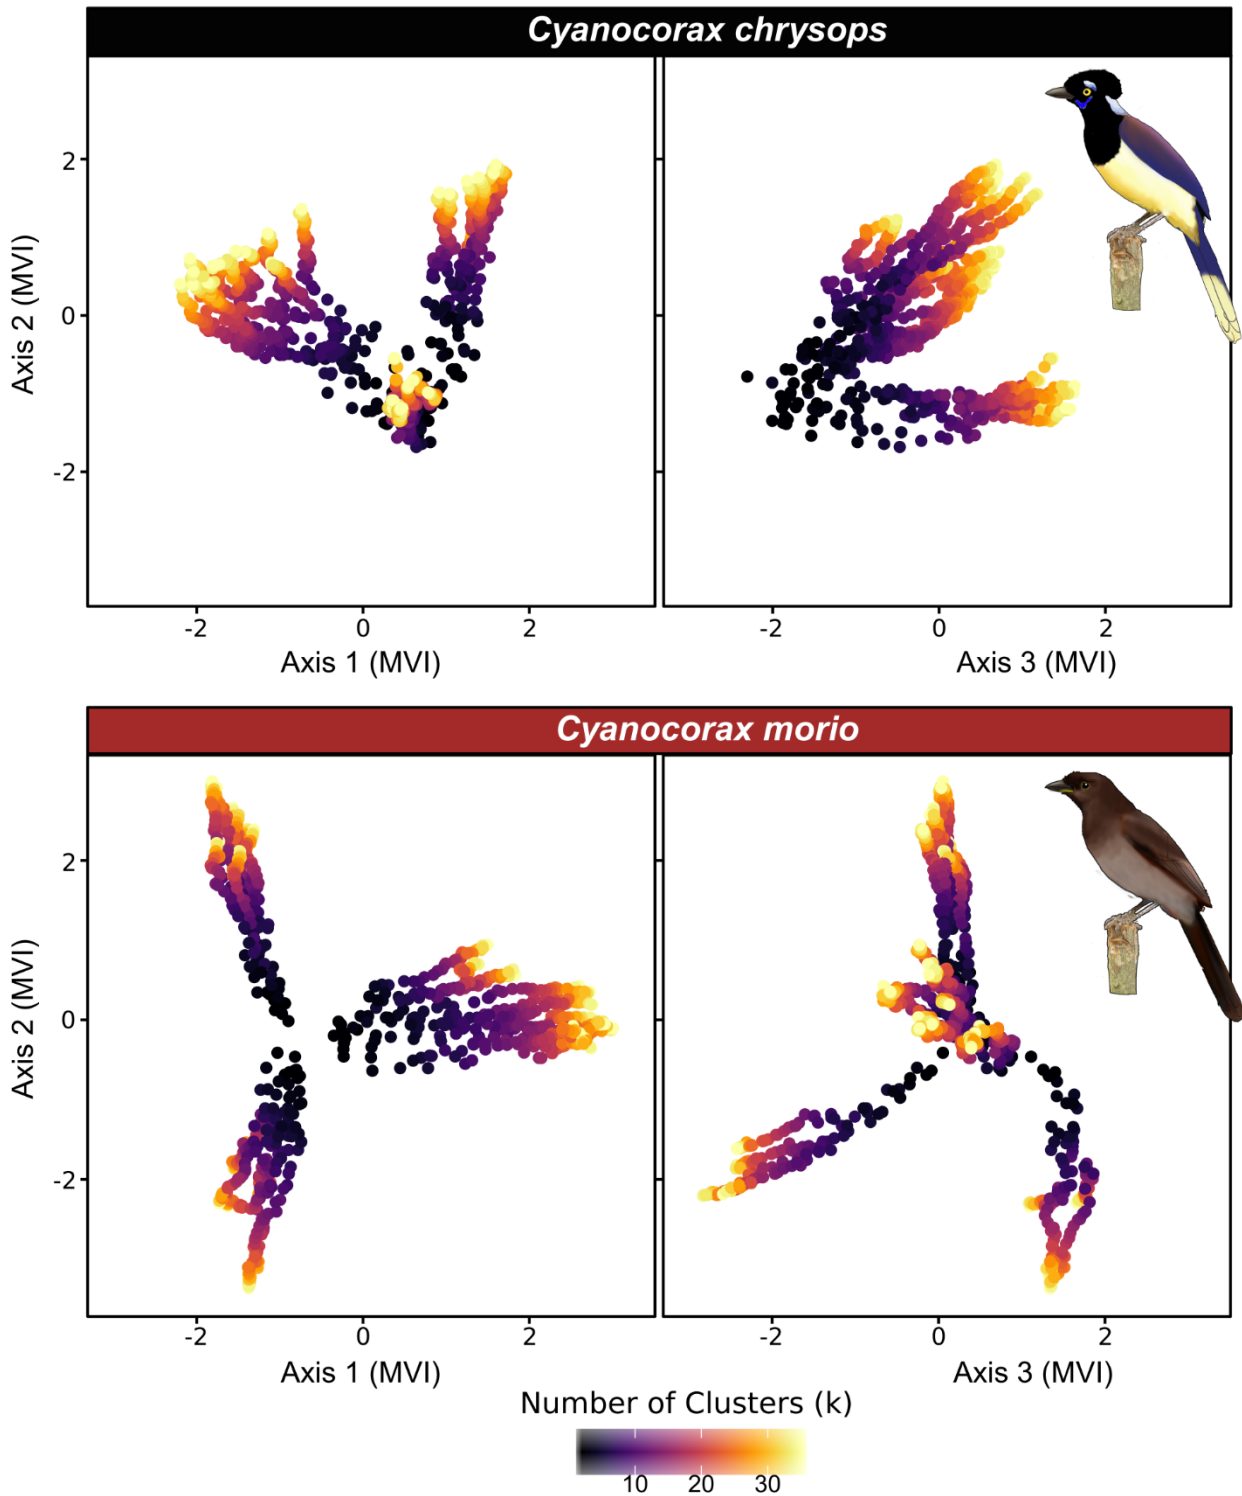 Cyanocorax chrysops
Axis 2 (MVI)
2
0
-2
-2 0 2
-2 0 2
Axis 1 (MVI)
Axis 3 (MVI)
Cyanocorax morio
Axis 2 (MVI)
2
0
-2
-2 0 2
-2 0 2
Axis 1 (MVI)
Axis 3 (MVI)
Number of Clusters (k)
10 20 30